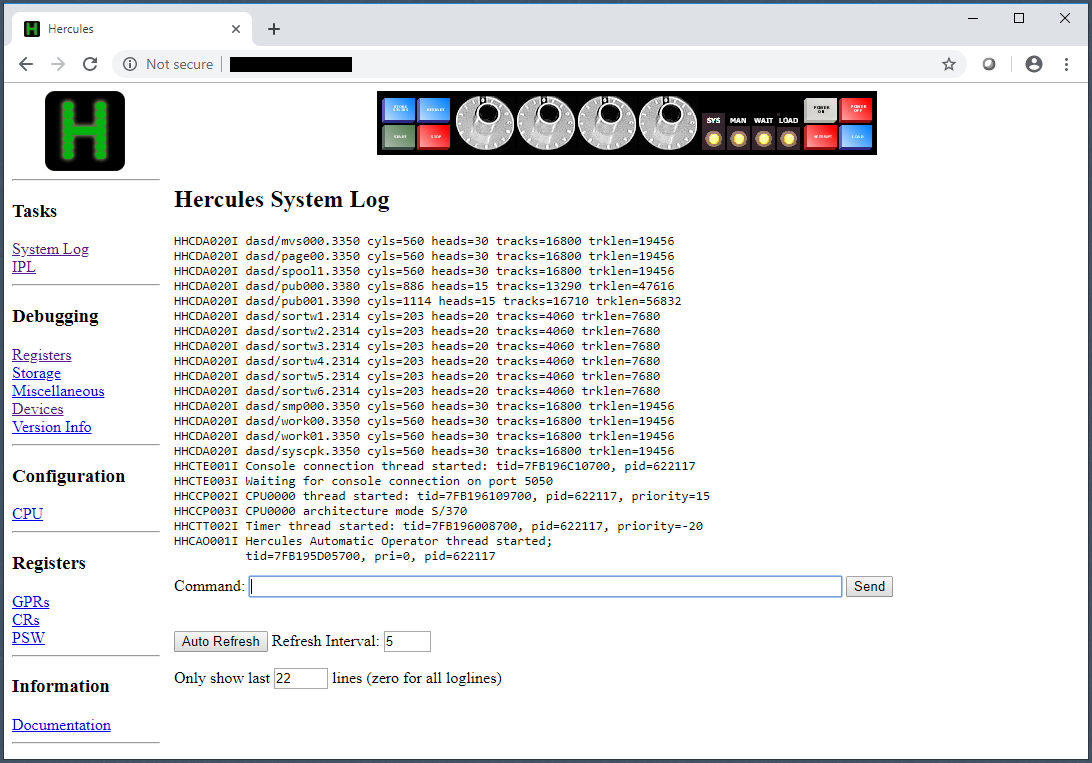 Hercules
Not secure
H
SYS MAN WAIT LOAD
POWER ON
POWER OFF
STOP
Hercules System Log
Tasks
System Log
IPL
Debugging
Registers
Storage
Miscellaneous
Devices
Version Info
Configuration
CPU
Registers
GPRs
CRs
PSW
Information
Documentation
HHCDA020I dasd/mvs000.3350 cyls=560 heads=30 tracks=16800 trklen=19456
HHCDA020I dasd/page00.3350 cyls=560 heads=30 tracks=16800 trklen=19456
HHCDA020I dasd/spool1.3350 cyls=560 heads=30 tracks=16800 trklen=19456
HHCDA020I dasd/pub000.3380 cyls=886 heads=15 tracks=13290 trklen=47616
HHCDA020I dasd/pub001.3390 cyls=1114 heads=15 tracks=16710 trklen=56832
HHCDA020I dasd/sortw1.2314 cyls=203 heads=20 tracks=4060 trklen=7680
HHCDA020I dasd/sortw2.2314 cyls=203 heads=20 tracks=4060 trklen=7680
HHCDA020I dasd/sortw3.2314 cyls=203 heads=20 tracks=4060 trklen=7680
HHCDA020I dasd/sortw4.2314 cyls=203 heads=20 tracks=4060 trklen=7680
HHCDA020I dasd/sortw5.2314 cyls=203 heads=20 tracks=4060 trklen=7680
HHCDA020I dasd/sortw6.2314 cyls=203 heads=20 tracks=4060 trklen=7680
HHCDA020I dasd/smp000.3350 cyls=560 heads=30 tracks=16800 trklen=19456
HHCDA020I dasd/work00.3350 cyls=560 heads=30 tracks=16800 trklen=19456
HHCDA020I dasd/work01.3350 cyls=560 heads=30 tracks=16800 trklen=19456
HHCDA020I dasd/syscpk.3350 cyls=560 heads=30 tracks=16800 trklen=19456
HHCTE001I Console connection thread started: tid=7FB196C10700, pid=622117
HHCTE003I Waiting for console connection on port 5050
HHCCP002I CPU0000 thread started: tid=7FB196109700, pid=622117, priority=15
HHCCP003I CPU0000 architecture mode S/370
HHCTT002I Timer thread started: tid=7FB196008700, pid=622117, priority=-20
HHCAO001I Hercules Automatic Operator thread started;
tid=7FB195D05700, pri=0, pid=622117
Command: Send
Auto Refresh Refresh Interval: 5
Only show last 22 lines (zero for all loglines)